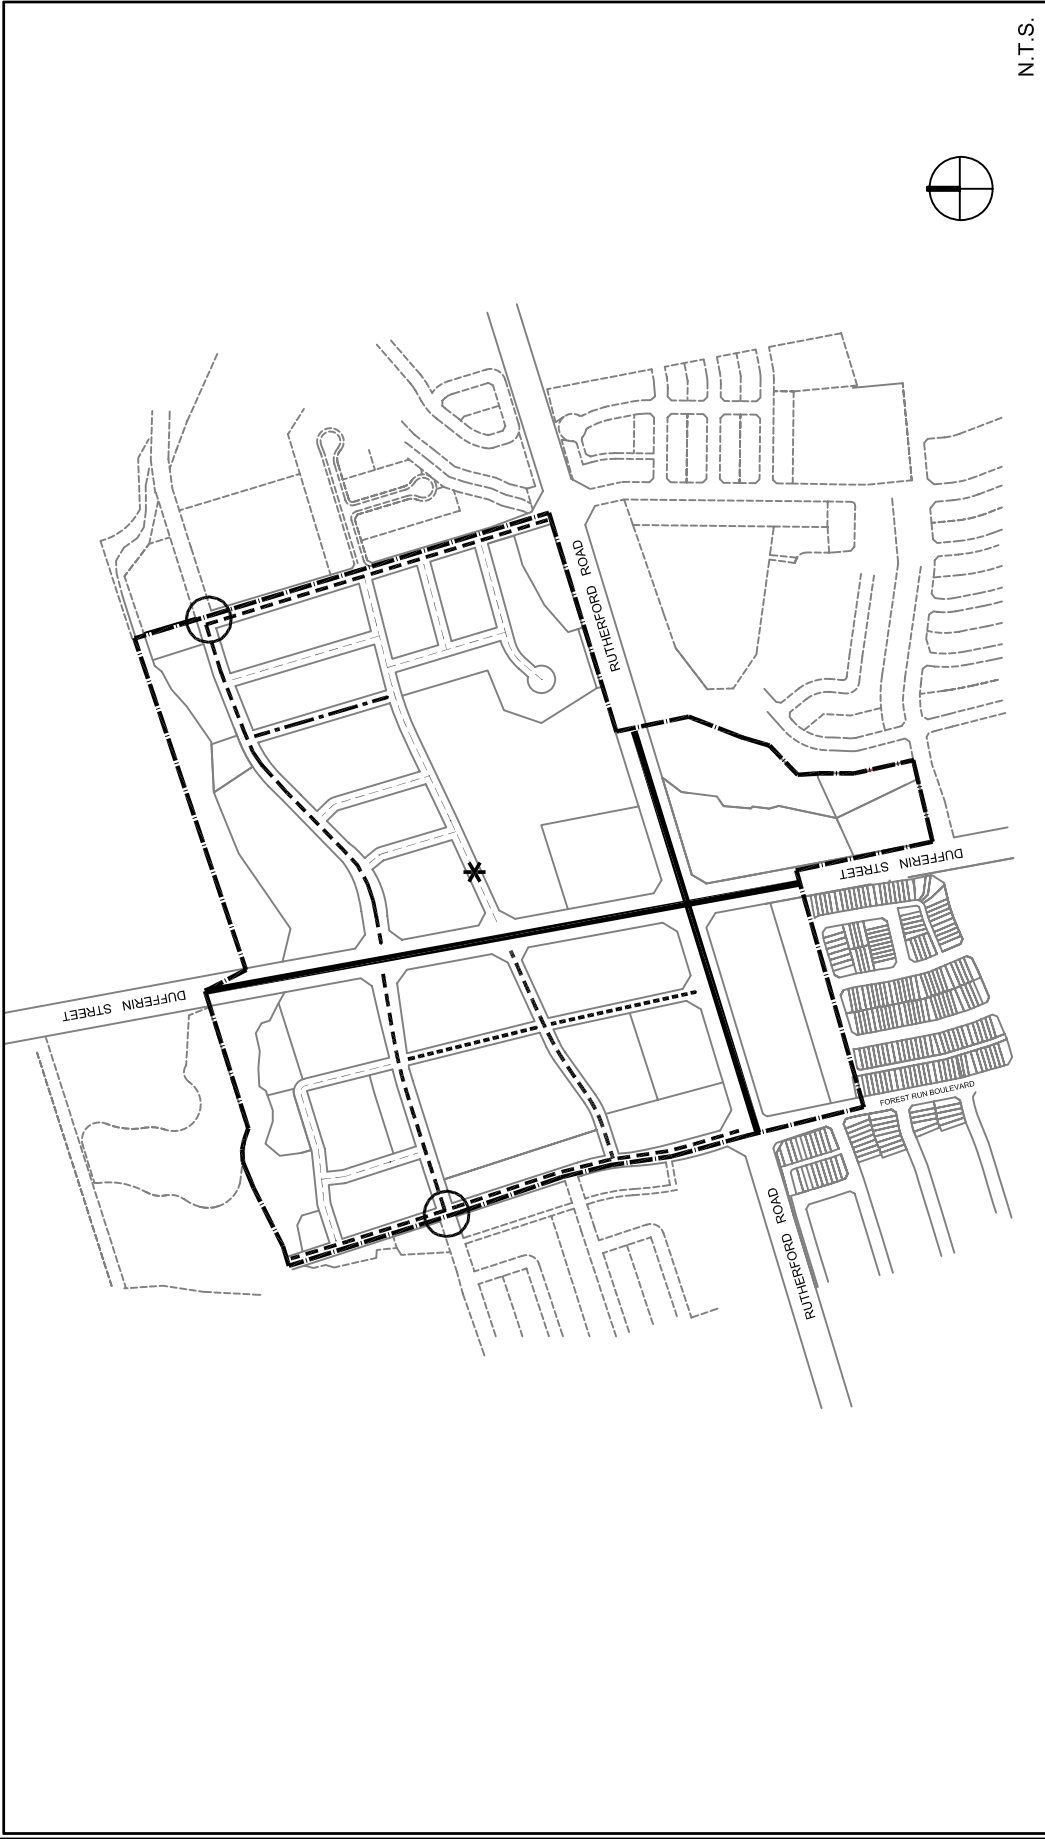 N.T.S.
RUTHERFORD ROAD
DUFFERIN STREET
DUFFERIN STREET
FOREST RUN BOULEVARD
RUTHERFORD ROAD